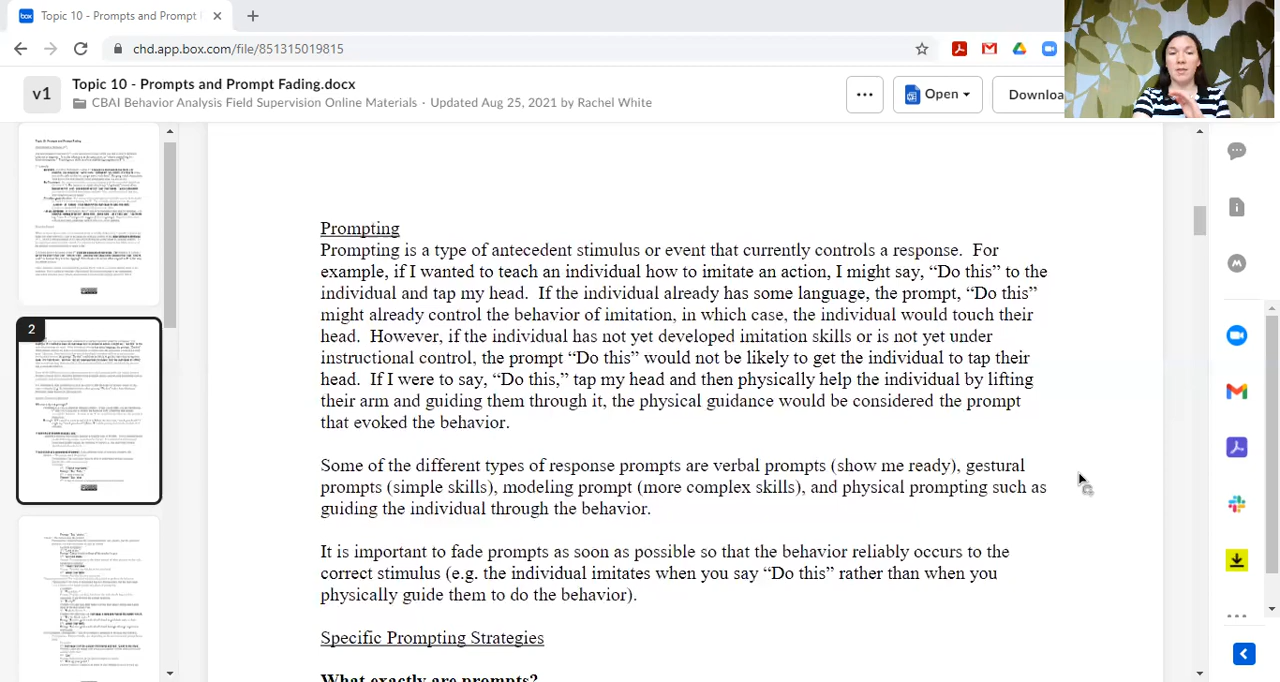 box Topic 10 - Prompts and Prompt F
chd.app.box.com/file/851315019815
v1
Topic 10 - Prompts and Prompt Fading.docx
CBAI Behavior Analysis Field Supervision Online Materials · Updated Aug 25, 2021 by Rachel White
Open
Downloa
2
Prompting
Prompting is a type of secondary stimulus or event that already controls a response. For
example, if I wanted to teach an individual how to imitate an action, I might say, “Do this” to the
individual and tap my head. If the individual already has some language, the prompt, “Do this”
might already control the behavior of imitation, in which case, the individual would touch their
head. However, if the individual has not yet developed language skills or is not yet under
instructional control, saying “Do this” would not be likely to evoke the individual to tap their
head. If I were to say “Do this,” tap my head and then physically help the individual by lifting
their arm and guiding them through it, the physical guidance would be considered the prompt
that evoked the behavior.
Some of the different types of response prompts are verbal prompts (show me ready), gestural
prompts (simple skills), modeling prompt (more complex skills), and physical prompting such as
guiding the individual through the behavior.
It is important to fade prompts as soon as possible so that the behavior reliably occurs to the
natural stimulus (e.g., the individual imitates when you say “Do this” rather than when you
physically guide them into the behavior).
Specific Prompting Strategies
What exactly are prompts?